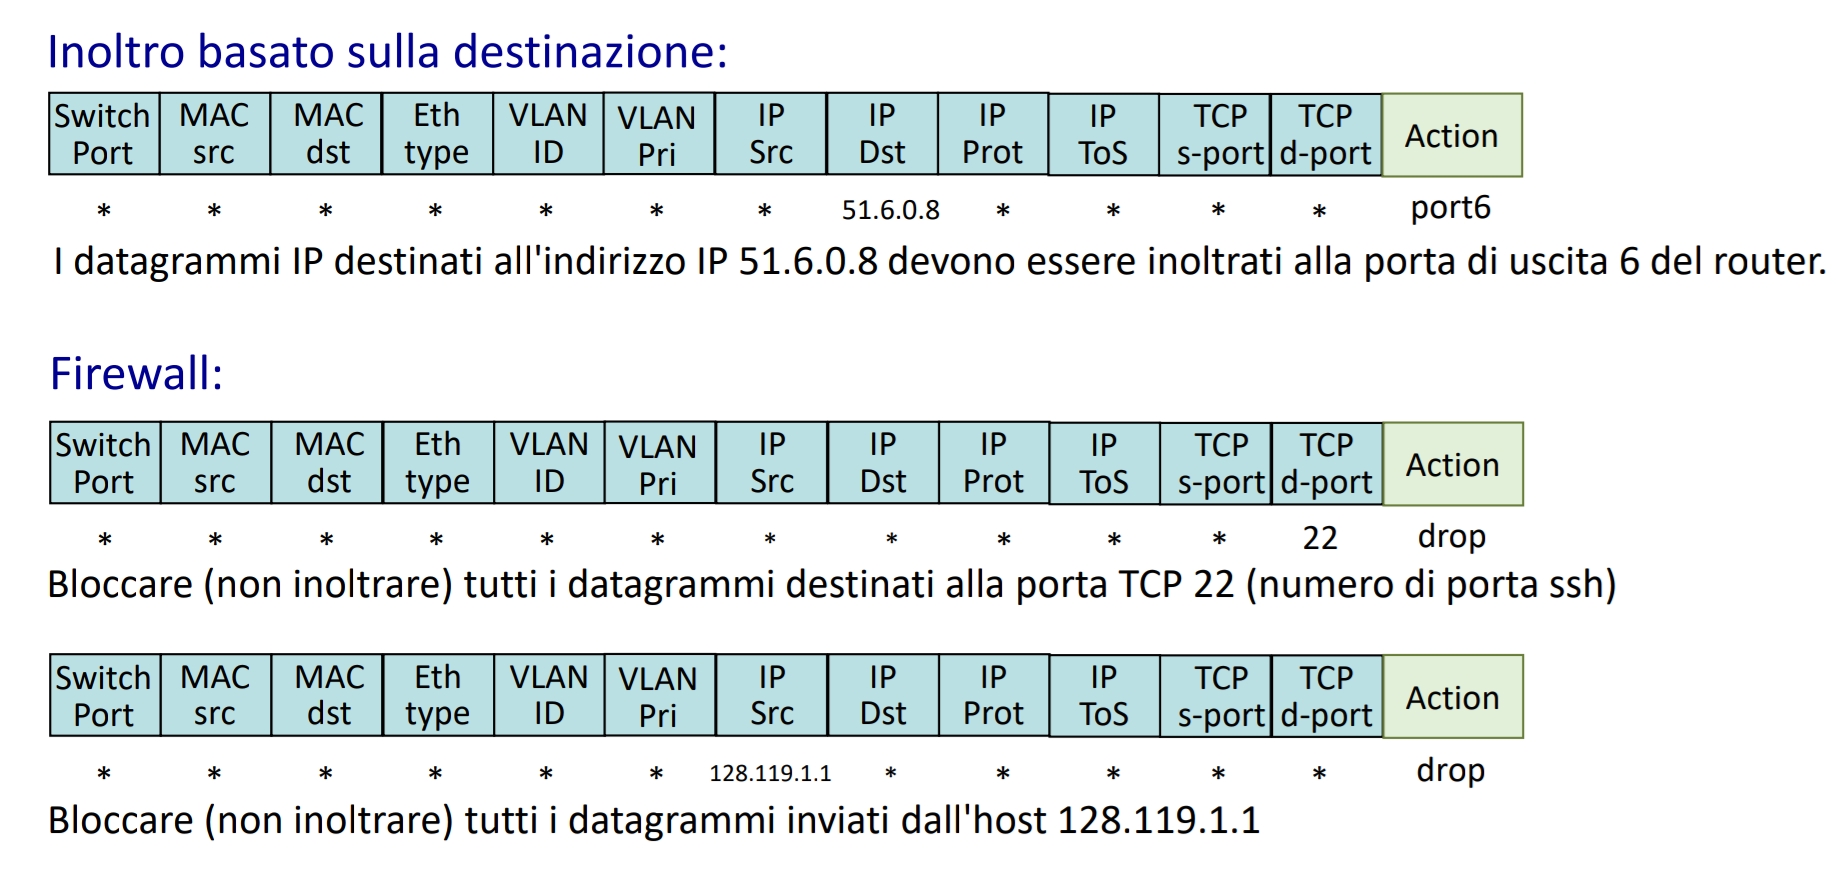 Inoltro basato sulla destinazione:
Switch Port MAC src MAC dst Eth type VLAN ID VLAN Pri IP Src IP Dst IP Prot IP ToS TCP s-port TCP d-port Action
* * * * * * * 51.6.0.8 * * * * port6
I datagrammi IP destinati all'indirizzo IP 51.6.0.8 devono essere inoltrati alla porta di uscita 6 del router.
Firewall:
Switch Port MAC src MAC dst Eth type VLAN ID VLAN Pri IP Src IP Dst IP Prot IP ToS TCP s-port TCP d-port Action
* * * * * * * * * * * 22 drop
Bloccare (non inoltrare) tutti i datagrammi destinati alla porta TCP 22 (numero di porta ssh)
Switch Port MAC src MAC dst Eth type VLAN ID VLAN Pri IP Src IP Dst IP Prot IP ToS TCP s-port TCP d-port Action
* * * * * * 128.119.1.1 * * * * * drop
Bloccare (non inoltrare) tutti i datagrammi inviati dall'host 128.119.1.1